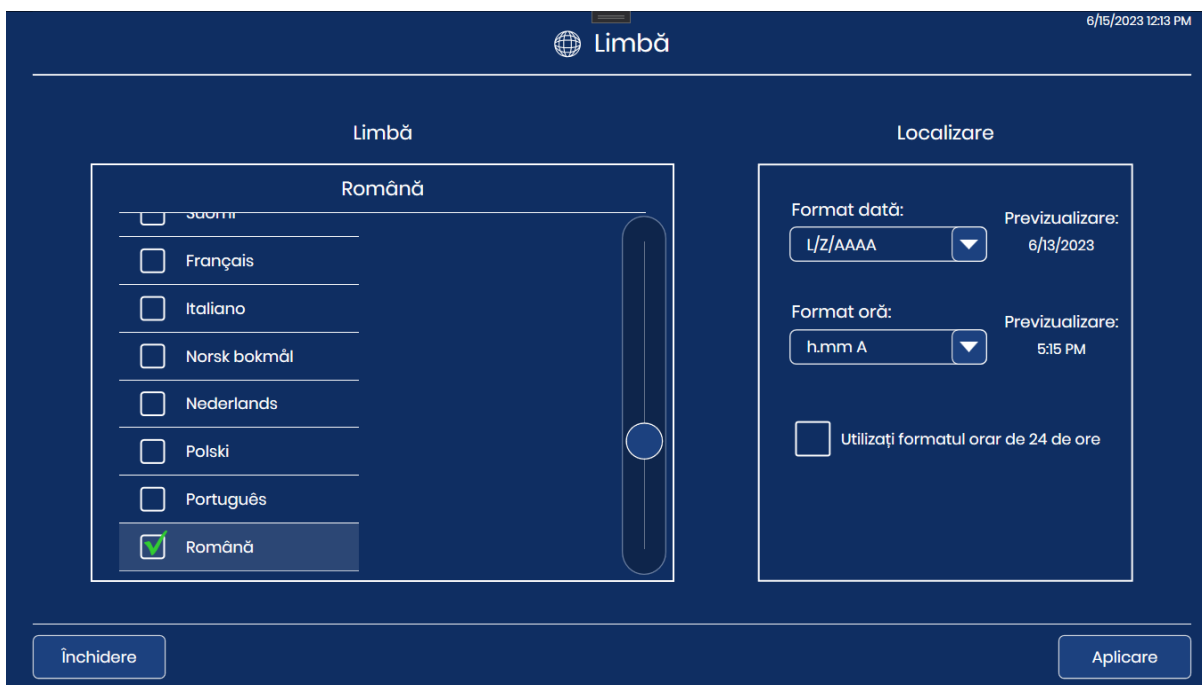 6/15/2023 12:13 PM
Limbă
Limbă
Română
Suomi
Français
Italiano
Norsk bokmål
Nederlands
Polski
Português
Română
Localizare
Format dată:
L/Z/AAAA
Previzualizare:
6/13/2023
Format oră:
h.mm A
Previzualizare:
5:15 PM
Utilizați formatul orar de 24 de ore
Închidere
Aplicare